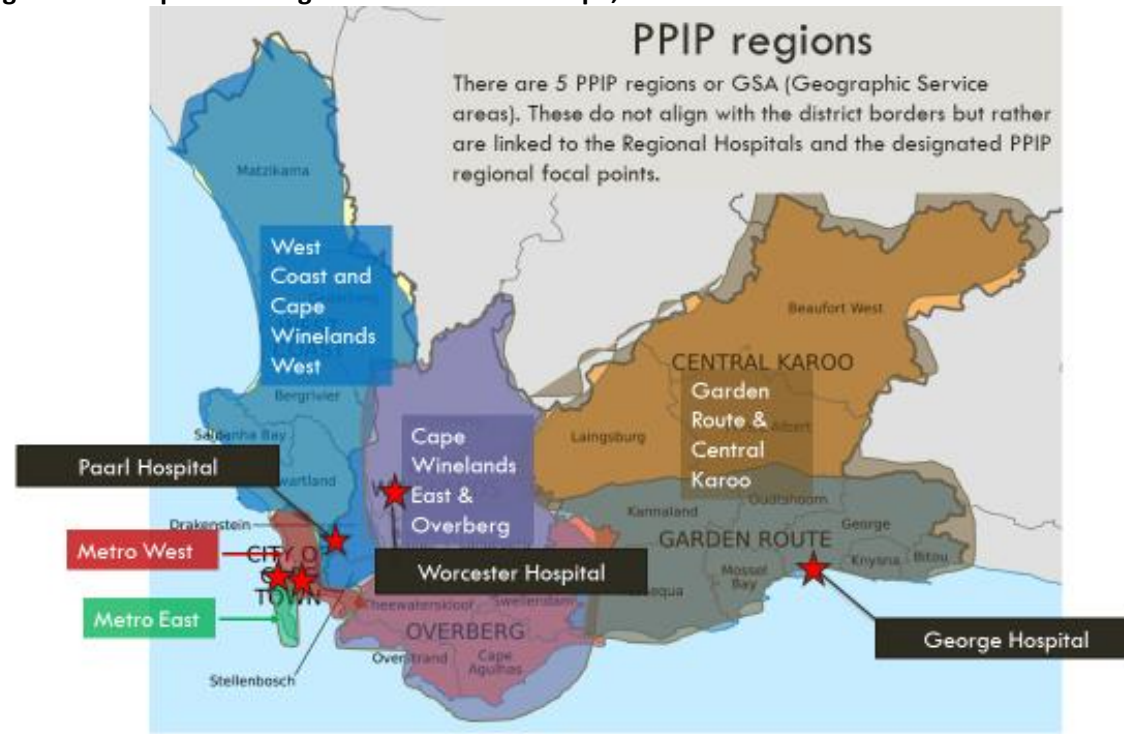 PPIP regions
There are 5 PPIP regions or GSA (Geographic Service
areas). These do not align with the district borders but rather
are linked to the Regional Hospitals and the designated PPIP
regional focal points.
Matzikama
West
Coast and
Cape
Winelands
West
Bergrivier
Beaufort West
CENTRAL KAROO
Garden
Route &
Central
Karoo
Laingsburg
Cape
Winelands
East &
Overberg
Paarl Hospital
Kannaland
Oudtshoorn
George
GARDEN ROUTE
Knysna
Bitou
Mossel
Bay
Drakenstein
Metro West
CITY O
TOWN
Worcester Hospital
Metro East
Theewaterskloof
Swellendam
OVERBERG
Overstrand
Cape
Agulhas
George Hospital
Stellenbosch